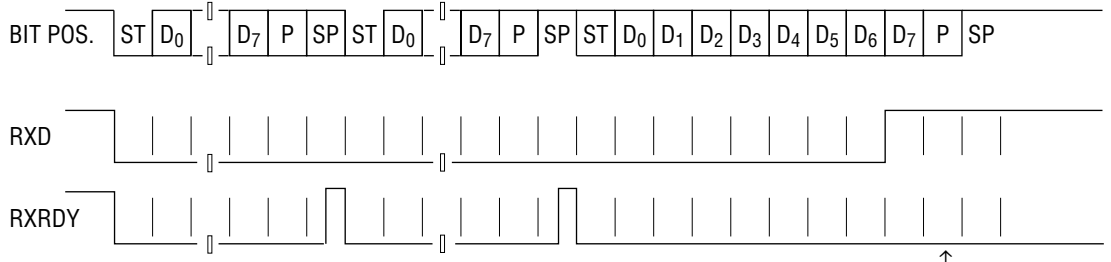 BIT POS. ST D₀ D₇ P SP ST D₀ D₇ P SP ST D₀ D₁ D₂ D₃ D₄ D₅ D₆ D₇ P SP
RXD
RXRDY
↑